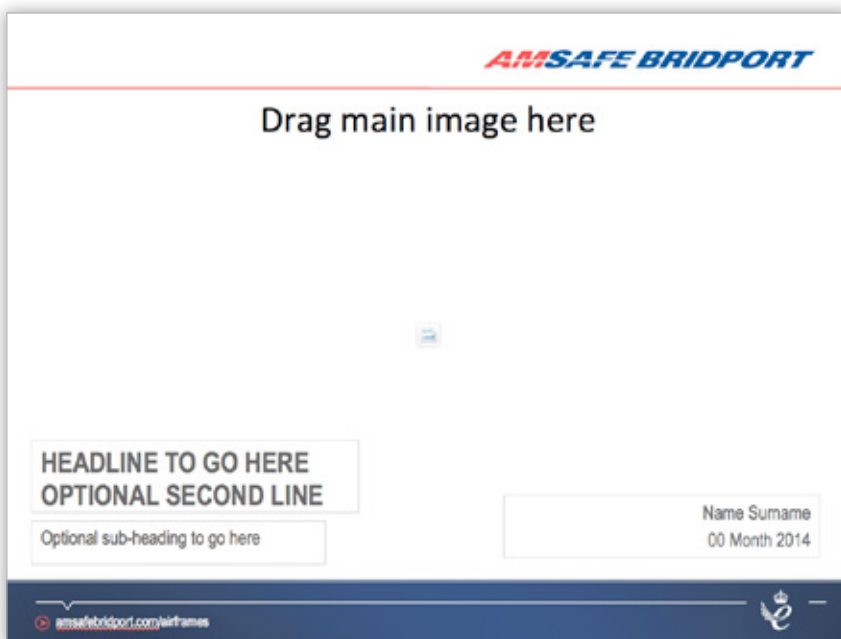 AMSAFE BRIDPORT
Drag main image here
HEADLINE TO GO HERE
OPTIONAL SECOND LINE
Optional sub-heading to go here
Name Surname
00 Month 2014
amsafebridport.com/airframes